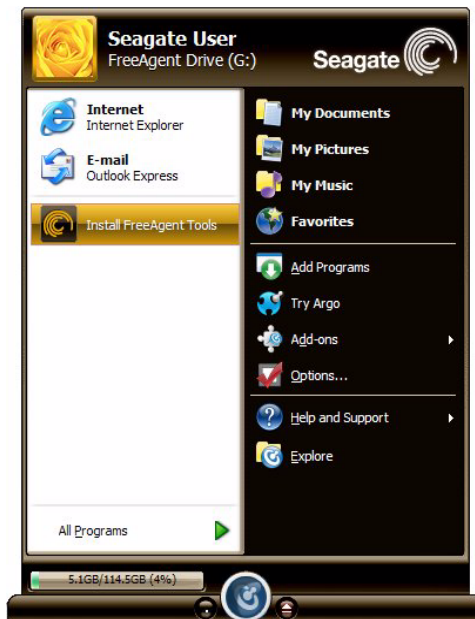 Seagate User
FreeAgent Drive (G:)
Seagate
Internet
Internet Explorer
E-mail
Outlook Express
Install FreeAgent Tools
All Programs
My Documents
My Pictures
My Music
Favorites
Add Programs
Try Argo
Add-ons
Options...
Help and Support
Explore
5.1GB/114.5GB (4%)